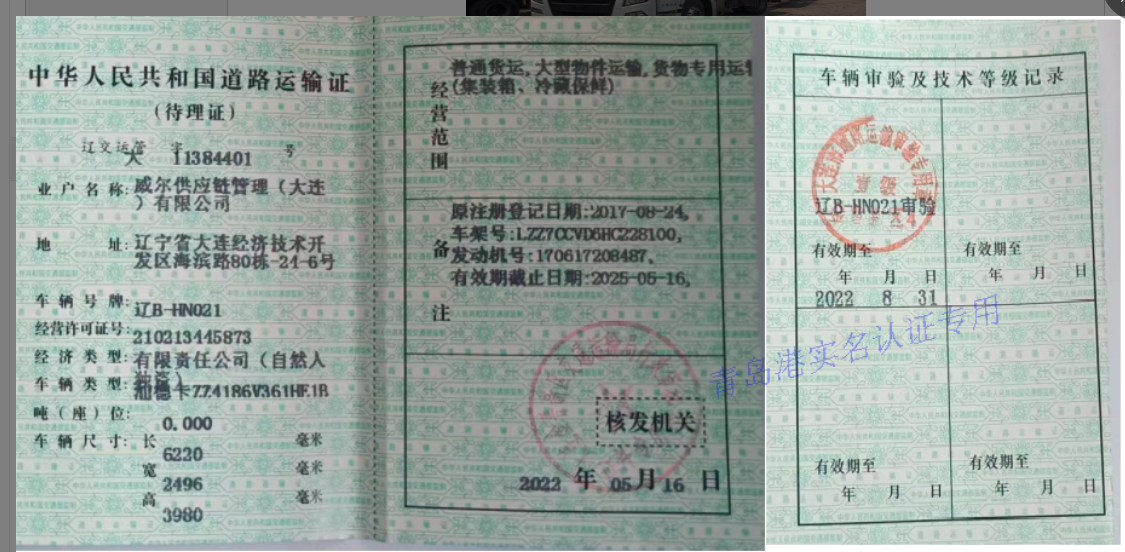 中华人民共和国道路运输证
(待理证)
辽交运管 字
大 11384401 号
业户名称: 威尔供应链管理（大连
）有限公司
地 址: 辽宁省大连经济技术开
发区海滨路80栋-21-6号
车辆号牌: 辽B-HN021
经营许可证号: 210213445873
经济类型: 有限责任公司（自然人
车辆类型: 汕德卡ZZ4186V361HF1B
吨（座）位: 0.000
车辆尺寸: 长 6220 毫米
宽 2496 毫米
高 3980 毫米
经营范围
普通货运,大型物件运输,货物专用运输
(集装箱、冷藏保鲜)
备注
原注册登记日期:2017-08-24,
车架号:LZZ7CCVD6HC228100,
发动机号:170617208487,
有效期截止日期:2025-05-16,
核发机关
2022 年 05 月 16 日
车辆审验及技术等级记录
辽B-HN021审验
有效期至
年 月 日
2022 8 31
有效期至
年 月 日
有效期至
年 月 日
有效期至
年 月 日
青岛港实名认证专用